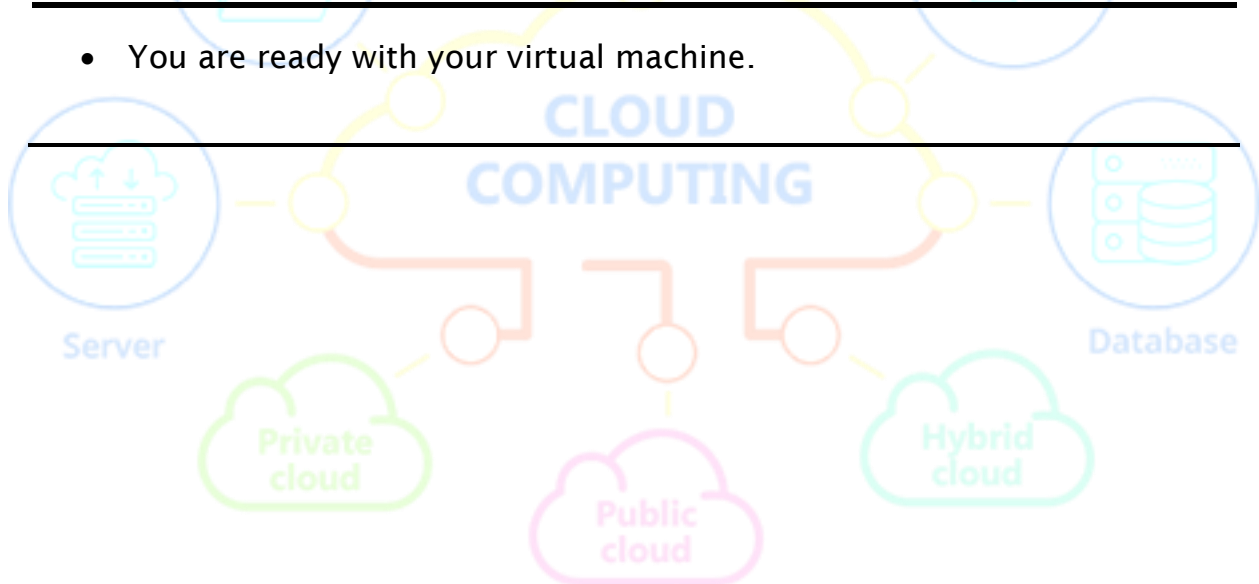 • You are ready with your virtual machine.
CLOUD
COMPUTING
Server
Database
Private
cloud
Hybrid
cloud
Public
cloud